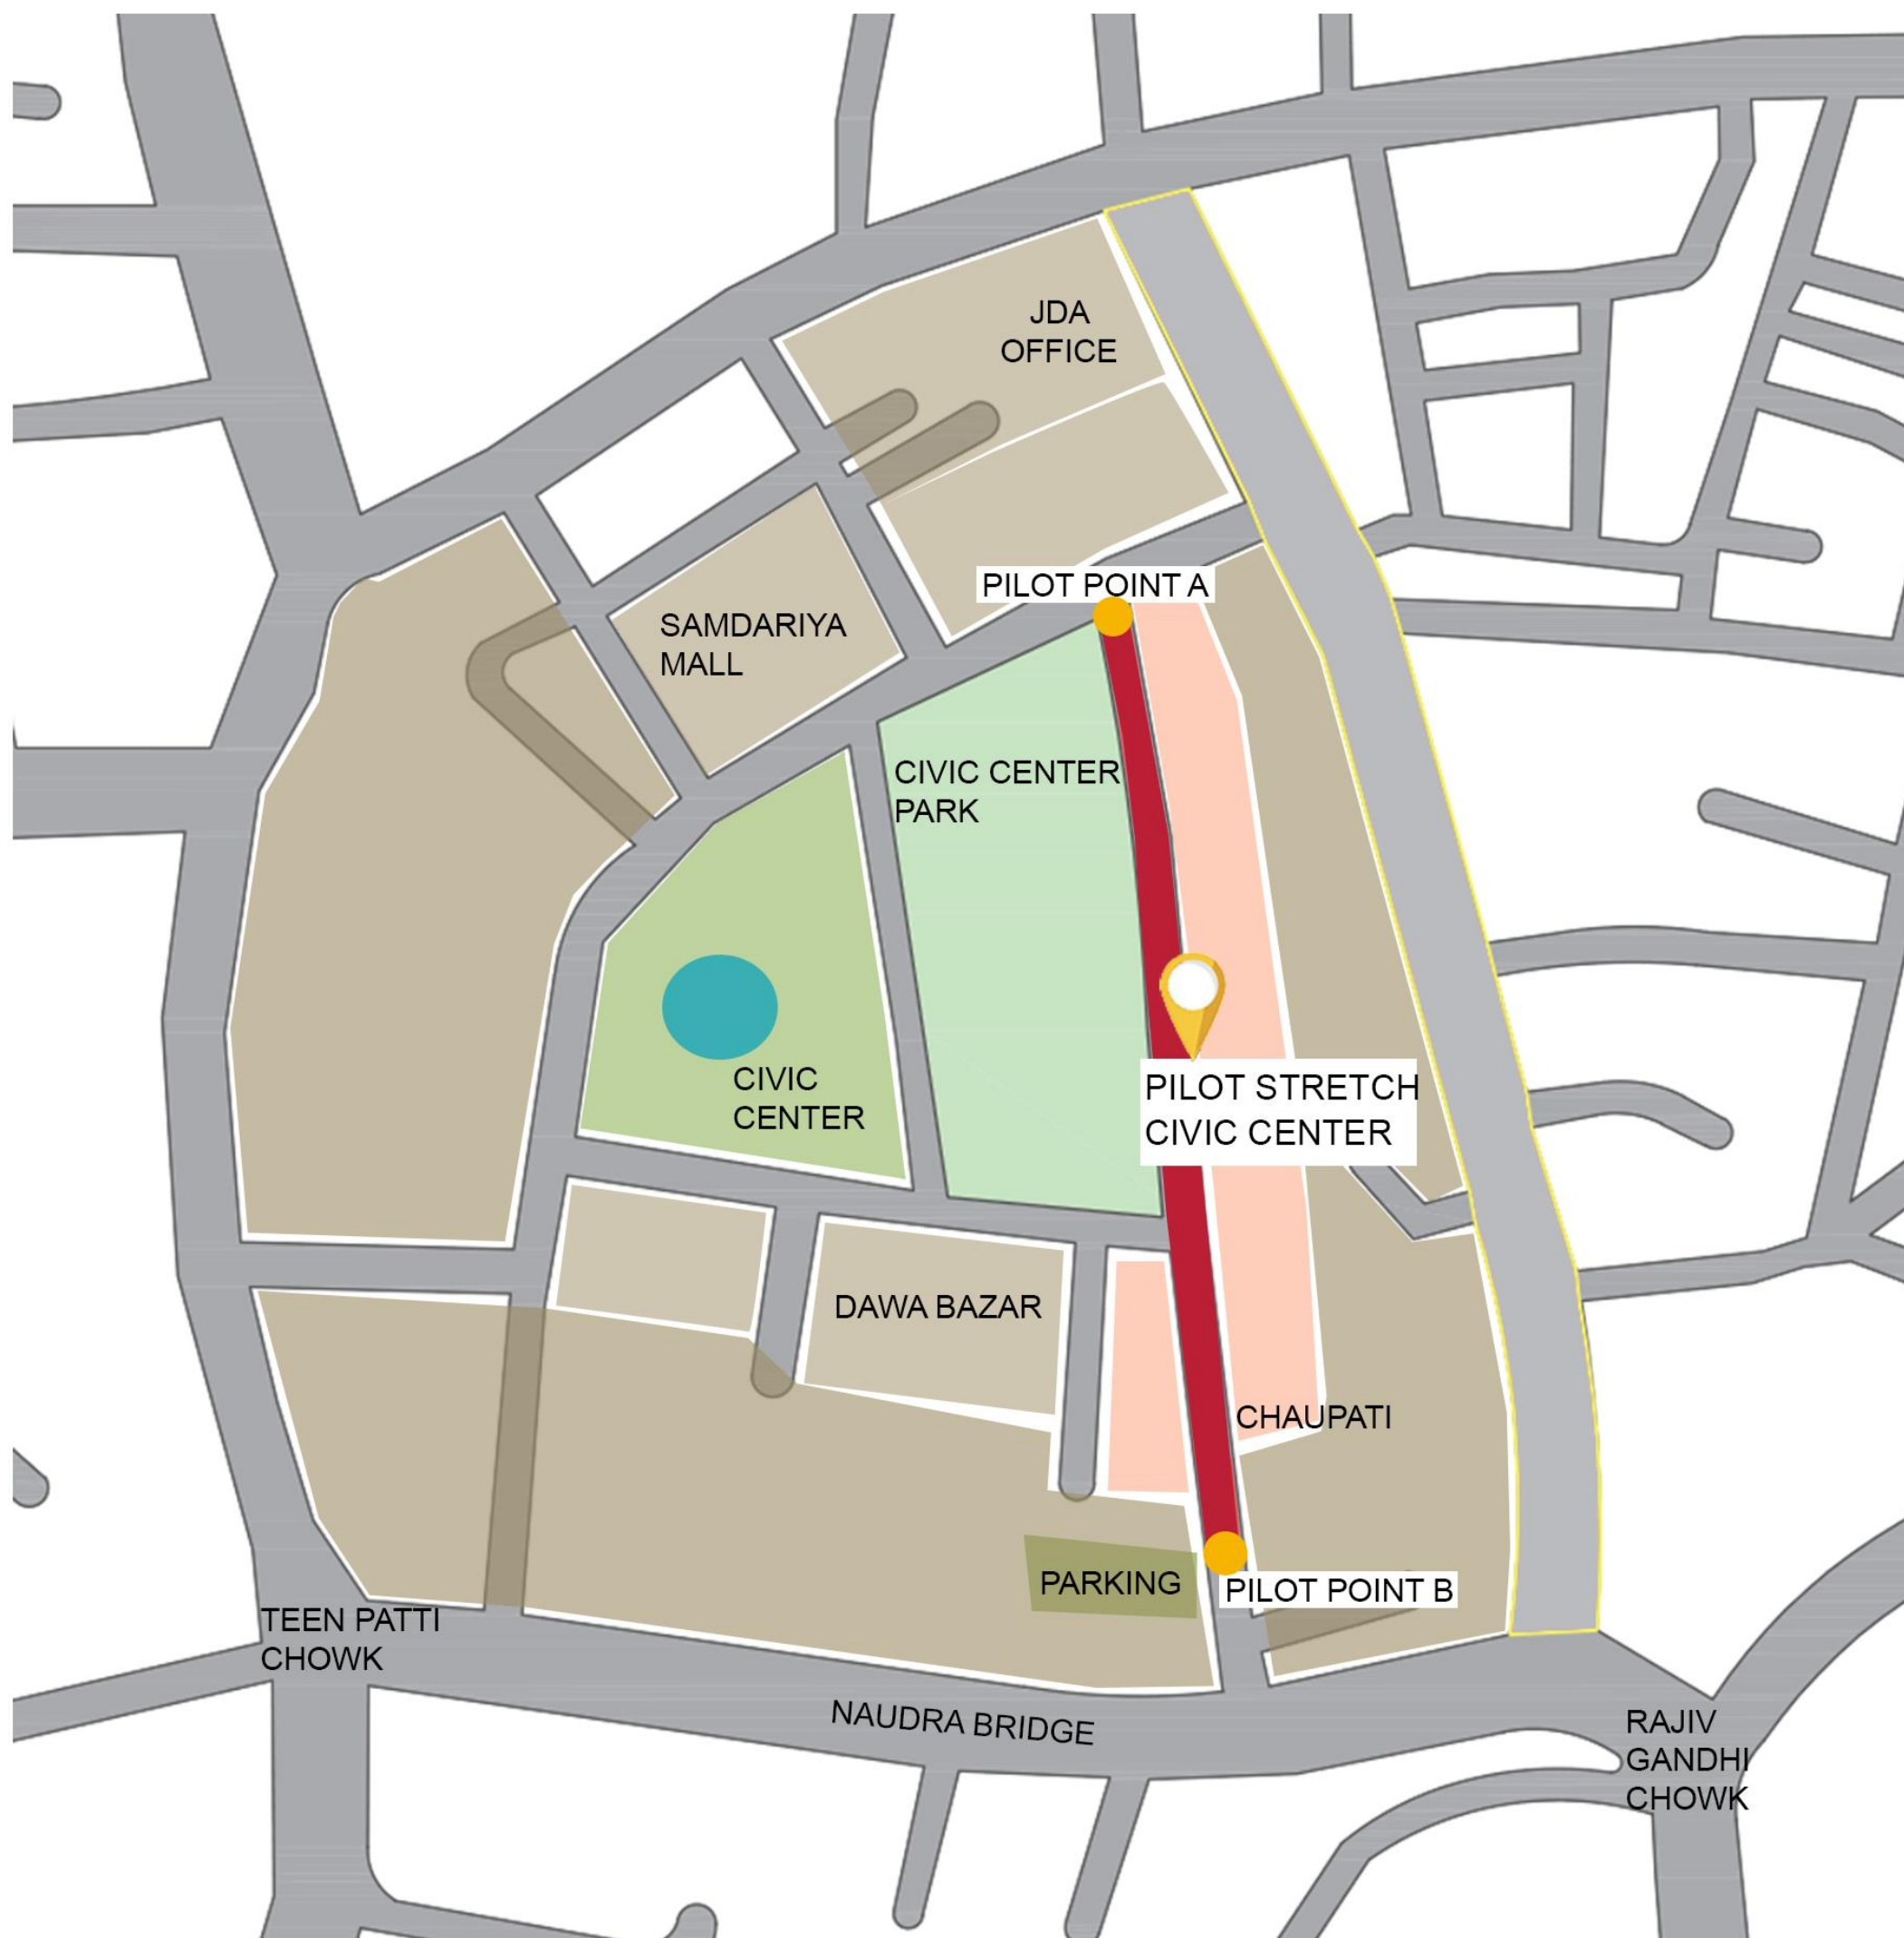 JDA
OFFICE
PILOT POINT A
SAMDARIYA
MALL
CIVIC CENTER
PARK
CIVIC
CENTER
PILOT STRETCH
CIVIC CENTER
DAWA BAZAR
CHAUPATI
PARKING
PILOT POINT B
TEEN PATTI
CHOWK
NAUDRA BRIDGE
RAJIV
GANDHI
CHOWK